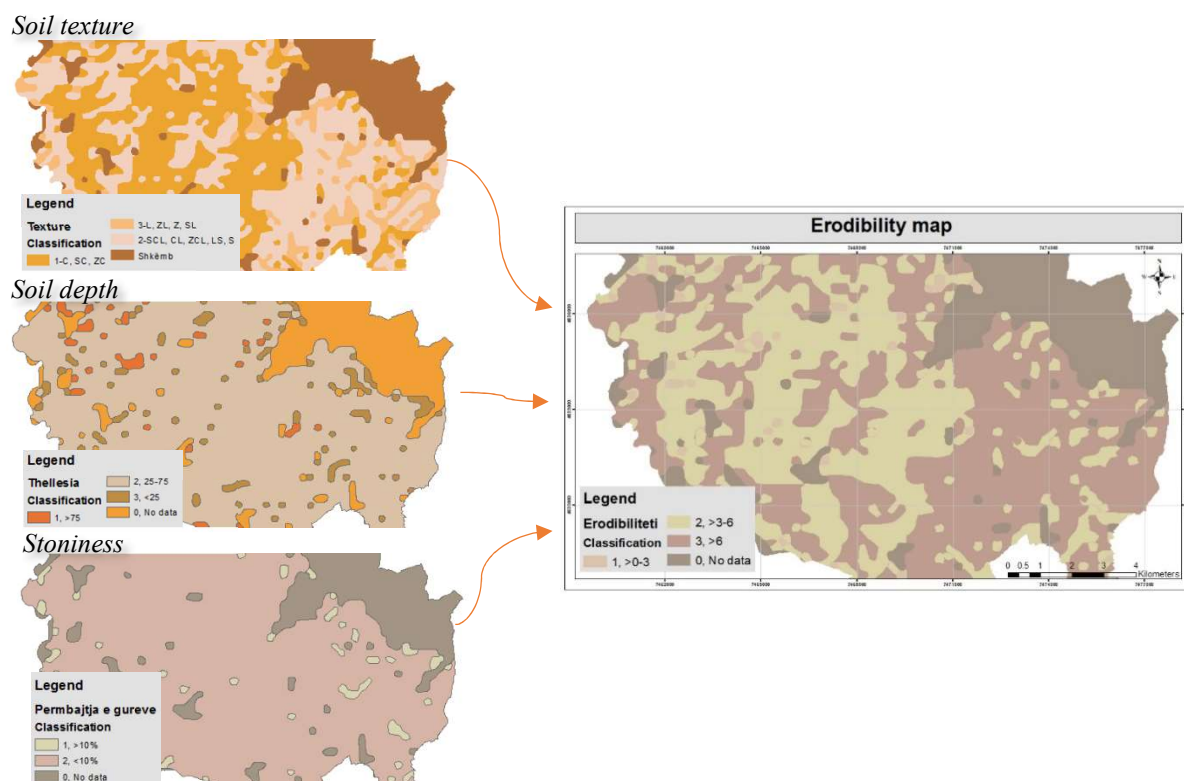 Soil texture
Legend
Texture
Classification
1-C, SC, ZC
3-L, ZL, Z, SL
2-SCL, CL, ZCL, LS, S
Shkëmb
Soil depth
Legend
Thellesia
Classification
1, >75
2, 25-75
3, <25
0, No data
Stoniness
Legend
Permbajtja e gureve
Classification
1, >10%
2, <10%
0, No data
Erodibility map
Legend
Erodibiliteti
Classification
1, >0-3
2, >3-6
3, >6
0, No data
0 0.5 1 2 3 4
Kilometers